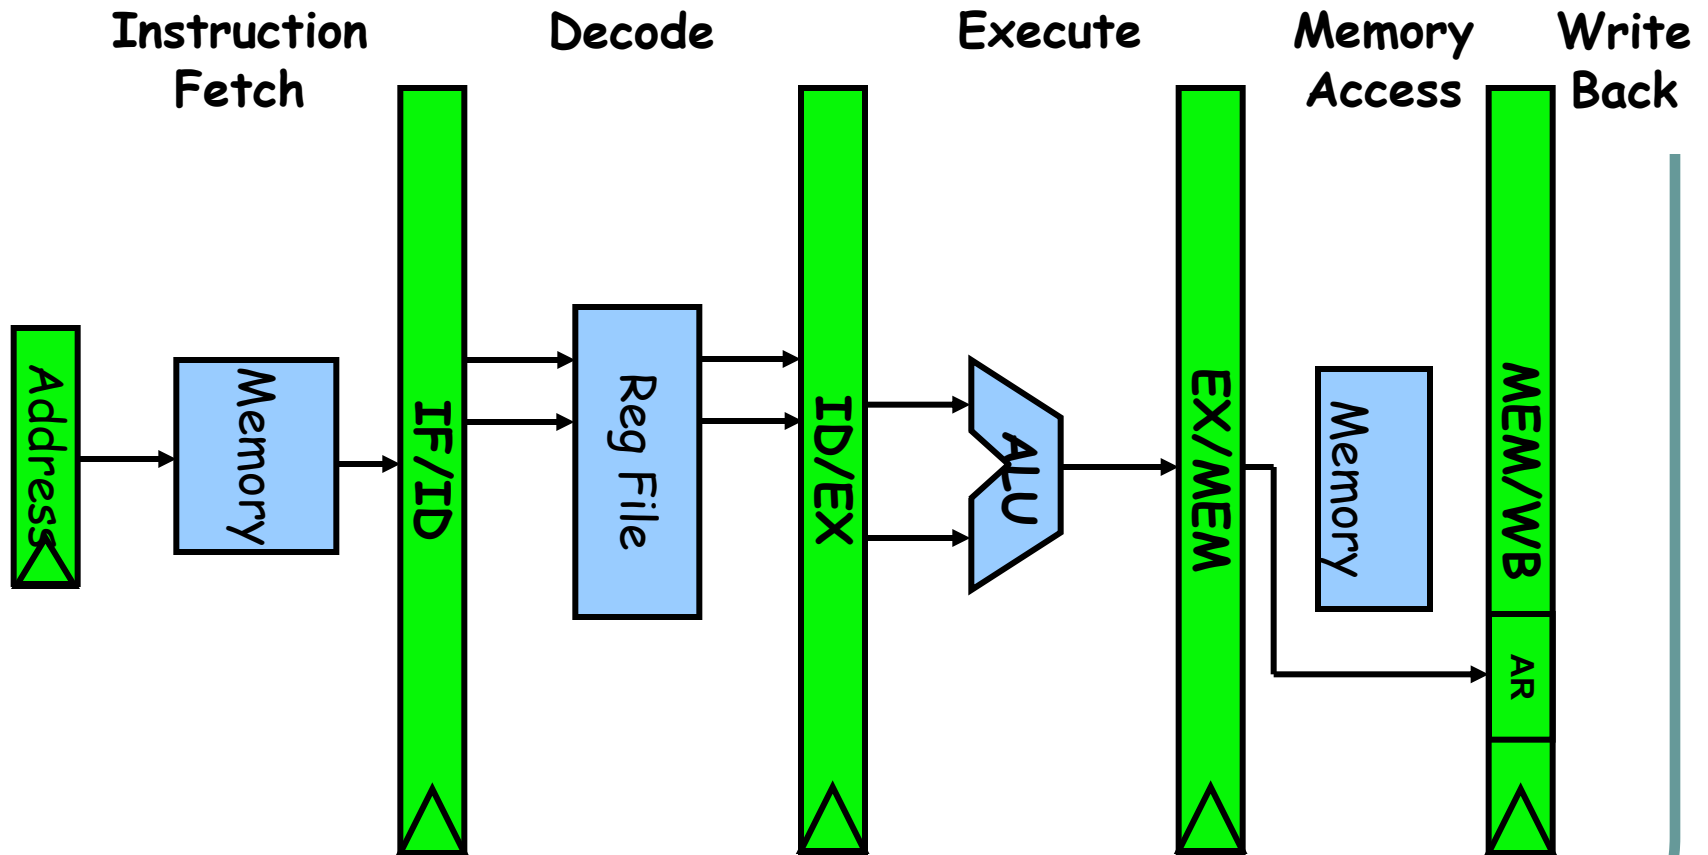 Instruction
Fetch
Decode
Execute
Memory
Access
Write
Back
Address
Memory
IF/ID
Reg File
ID/EX
ALU
EX/MEM
Memory
MEM/WB
AR